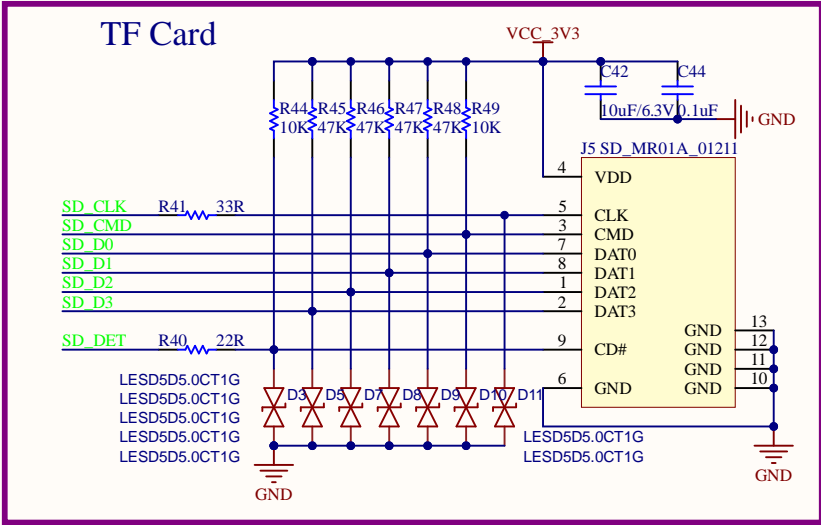 TF Card
VCC_3V3
C42
C44
10uF/6.3V
0.1uF
GND
R44
10K
R45
47K
R46
47K
R47
47K
R48
47K
R49
10K
J5 SD_MR01A_01211
4 VDD
SD_CLK R41 33R 5 CLK
SD_CMD 3 CMD
SD_D0 7 DAT0
SD_D1 8 DAT1
SD_D2 1 DAT2
SD_D3 2 DAT3
GND 13
SD_DET R40 22R 9 CD# GND 12
GND 11
6 GND GND 10
LESD5D5.0CT1G
LESD5D5.0CT1G
LESD5D5.0CT1G
LESD5D5.0CT1G
LESD5D5.0CT1G
D3 D5 D7 D8 D9 D10 D11
LESD5D5.0CT1G
LESD5D5.0CT1G
GND
GND